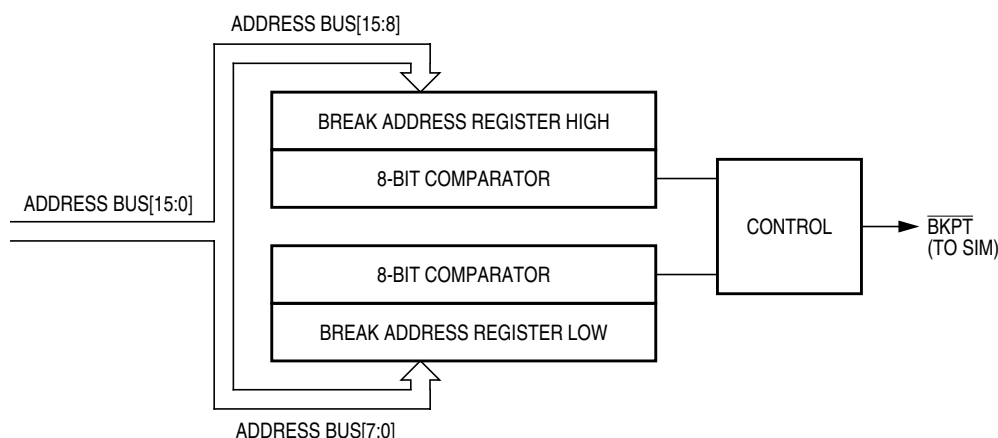 ADDRESS BUS[15:8]
BREAK ADDRESS REGISTER HIGH
8-BIT COMPARATOR
ADDRESS BUS[15:0]
CONTROL
BKPT
(TO SIM)
8-BIT COMPARATOR
BREAK ADDRESS REGISTER LOW
ADDRESS BUS[7:0]